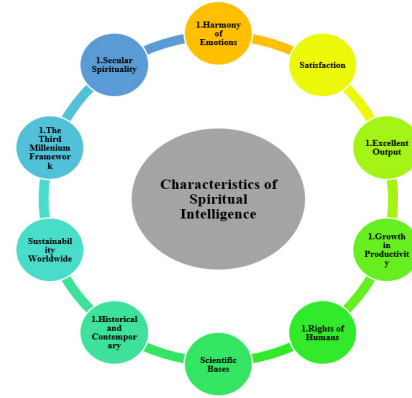 1.Harmony
of
Emotions
Satisfaction
1.Excellent
Output
1.Growth
in
Productivit
y
1.Rights of
Humans
Scientific
Bases
1.Historical
and
Contempor
ary
Sustainabil
ity
Worldwide
1.The
Third
Millenium
Framewor
k
1.Secular
Spirituality
Characteristics of
Spiritual
Intelligence